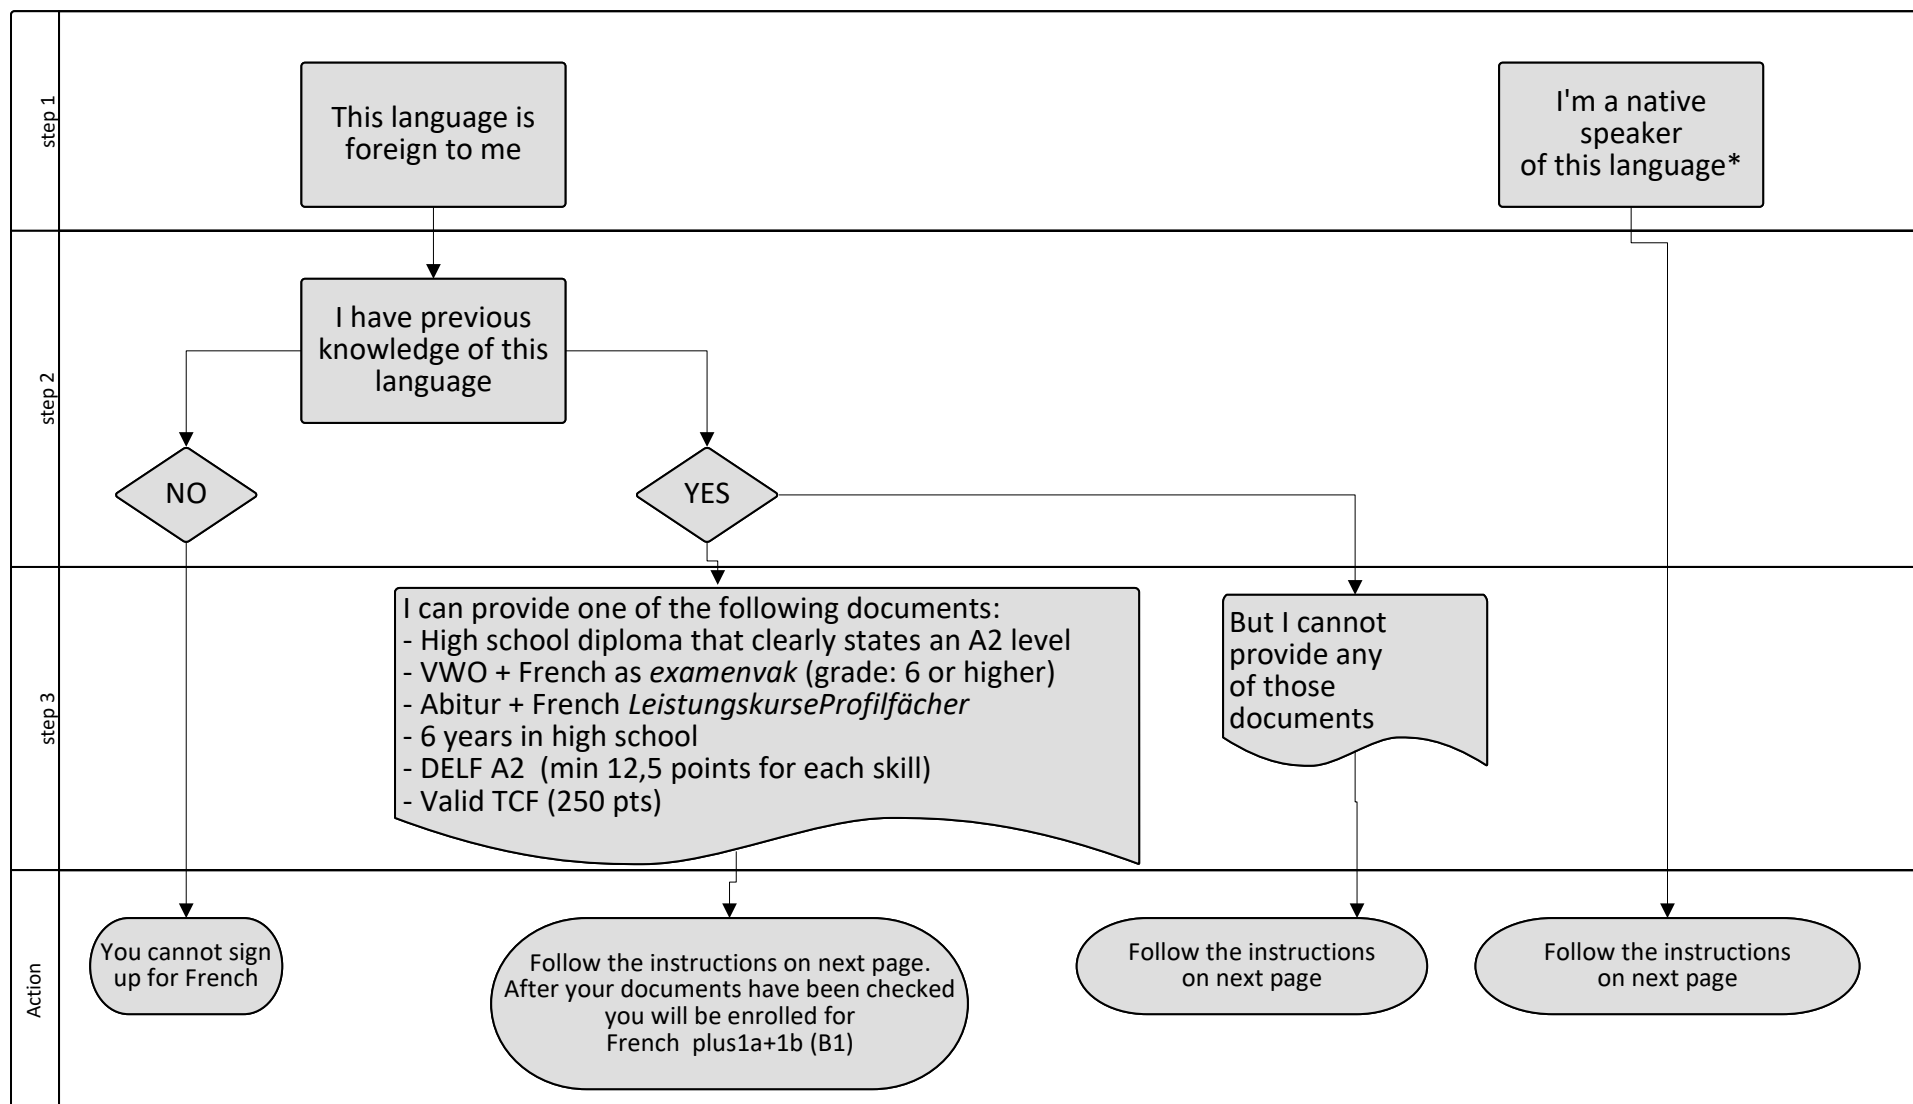 step 1
This language is
foreign to me
I'm a native
speaker
of this language*
step 2
I have previous
knowledge of this
language
NO
YES
step 3
I can provide one of the following documents:
- High school diploma that clearly states an A2 level
- VWO + French as examenvak (grade: 6 or higher)
- Abitur + French LeistungskurseProfilfächer
- 6 years in high school
- DELF A2 (min 12,5 points for each skill)
- Valid TCF (250 pts)
But I cannot
provide any
of those
documents
Action
You cannot sign
up for French
Follow the instructions on next page.
After your documents have been checked
you will be enrolled for
French plus1a+1b (B1)
Follow the instructions
on next page
Follow the instructions
on next page